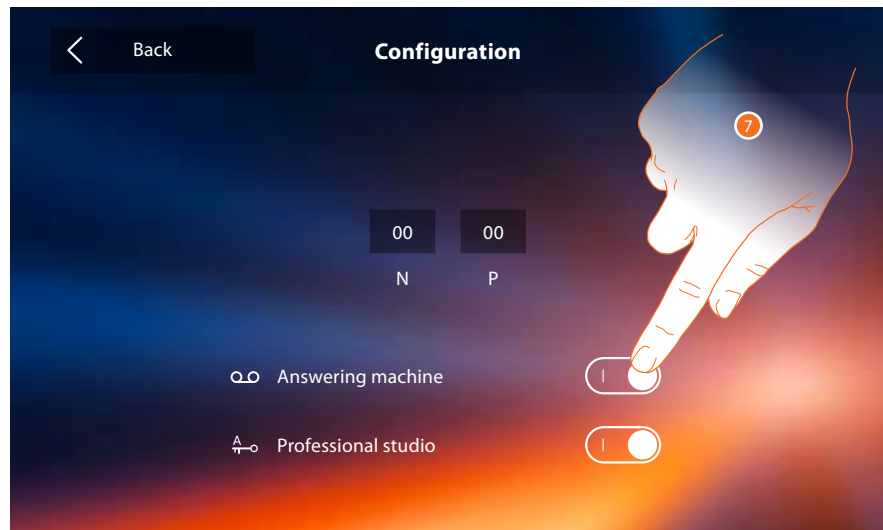 Back
Configuration
7
00 00
N P
Answering machine
A
Professional studio